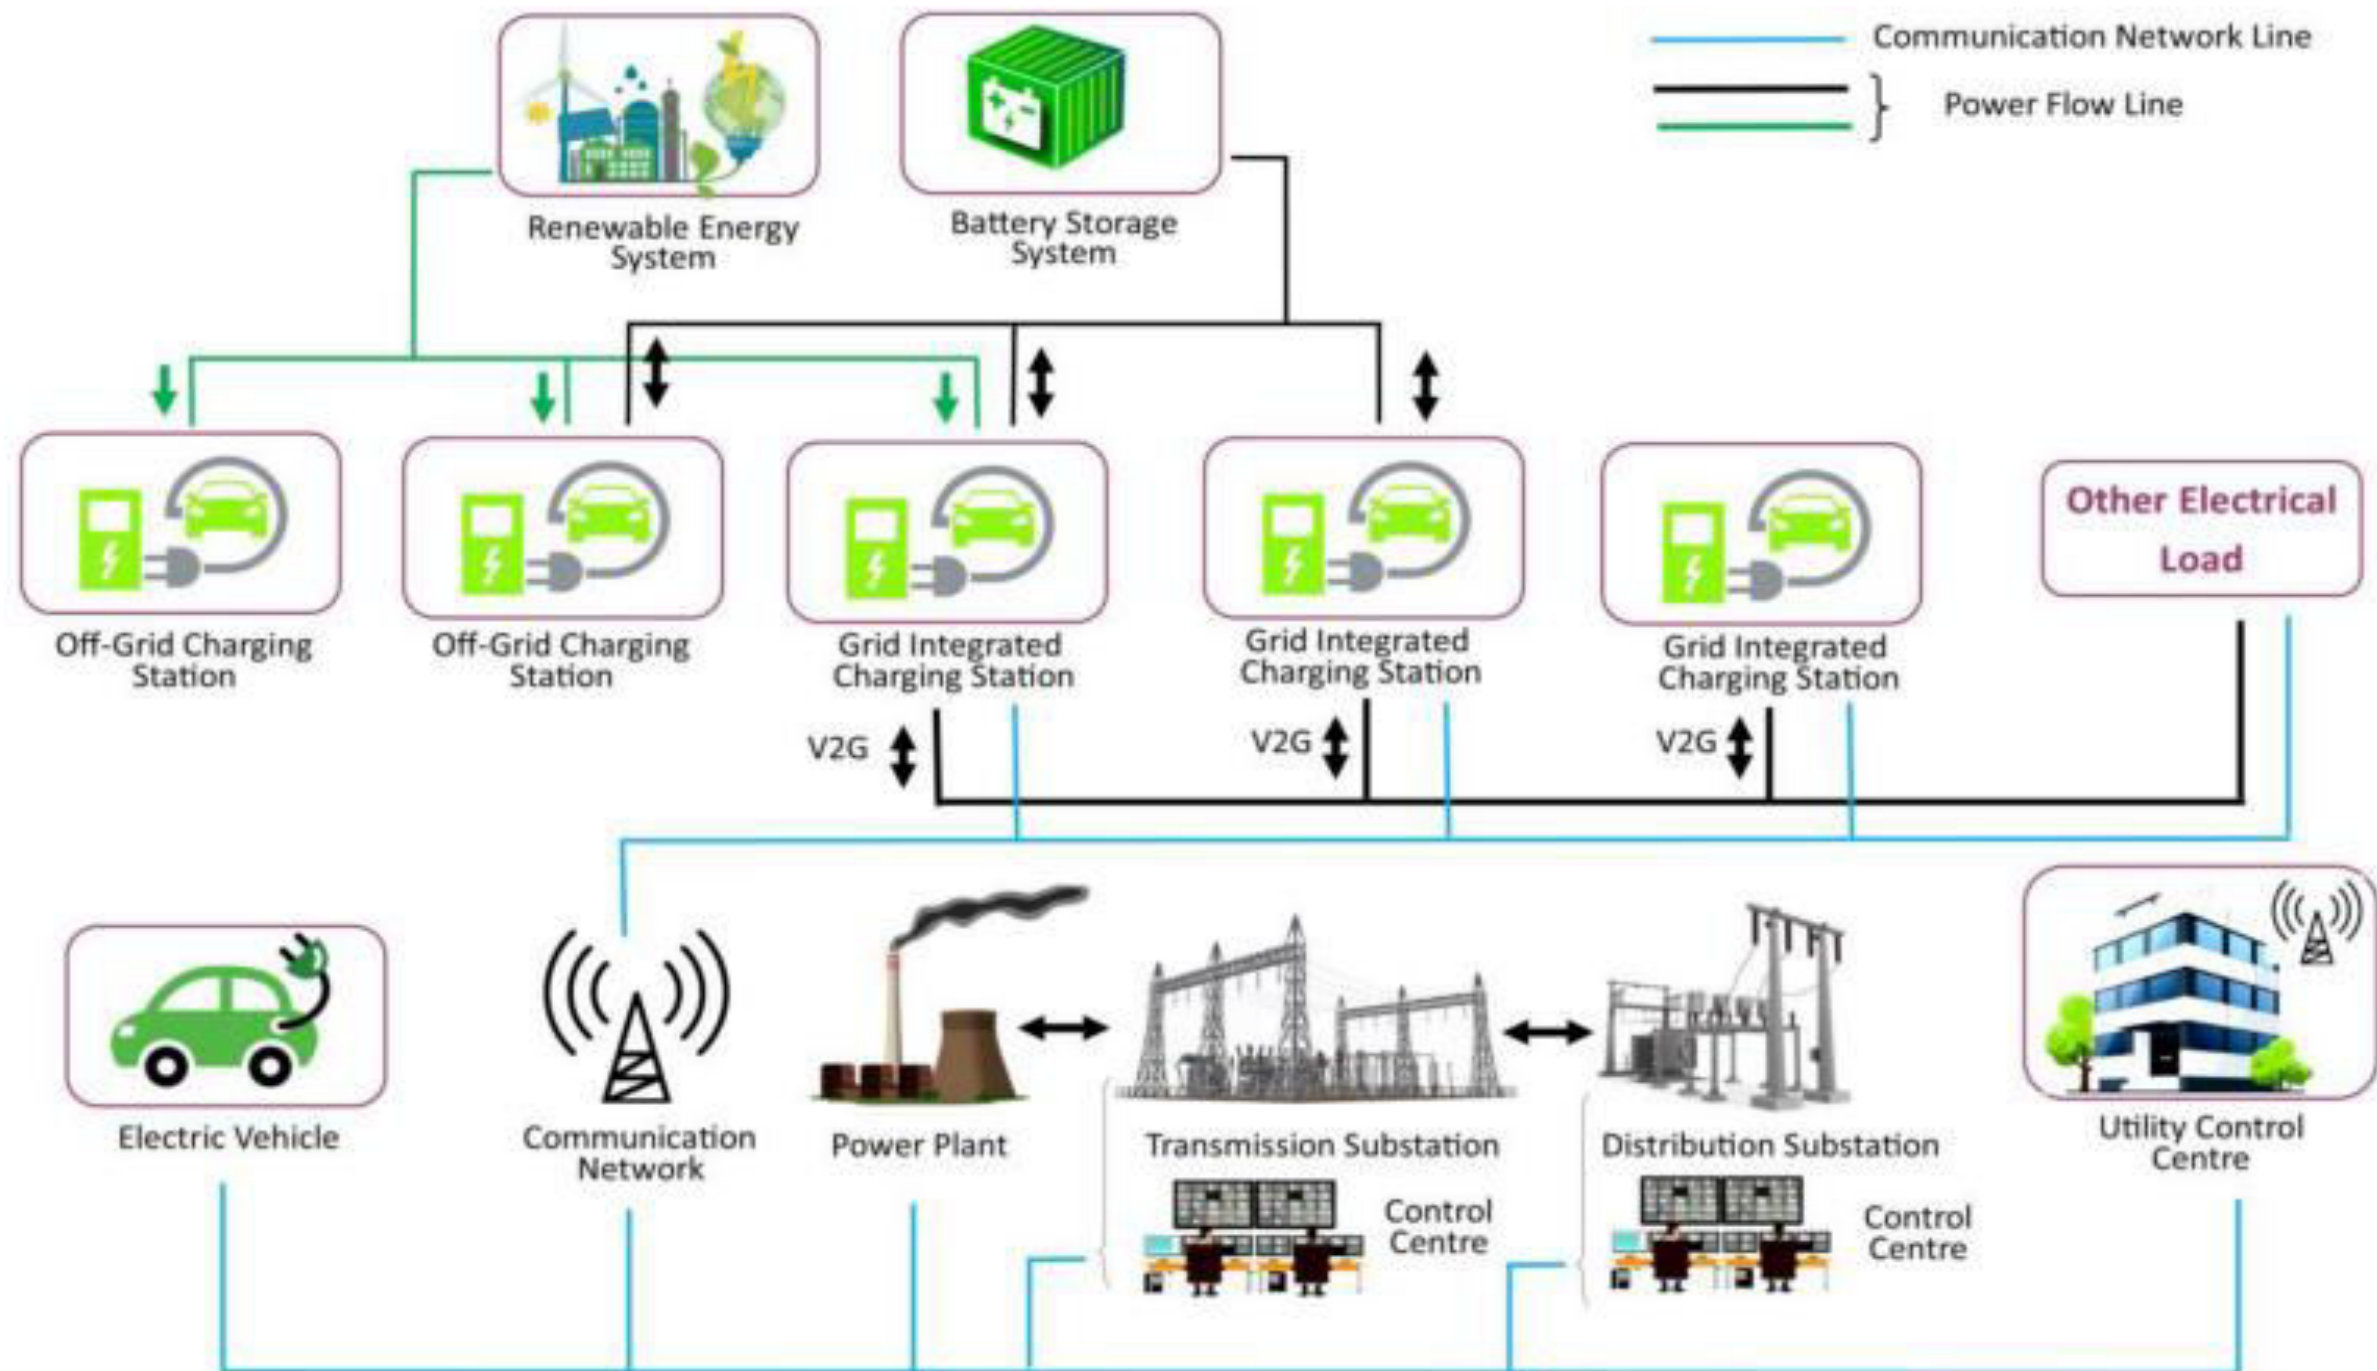 Communication Network Line
Power Flow Line
Renewable Energy
System
Battery Storage
System
Off-Grid Charging
Station
Off-Grid Charging
Station
Grid Integrated
Charging Station
Grid Integrated
Charging Station
Grid Integrated
Charging Station
Other Electrical
Load
V2G
V2G
V2G
Electric Vehicle
Communication
Network
Power Plant
Transmission Substation
Control
Centre
Distribution Substation
Control
Centre
Utility Control
Centre